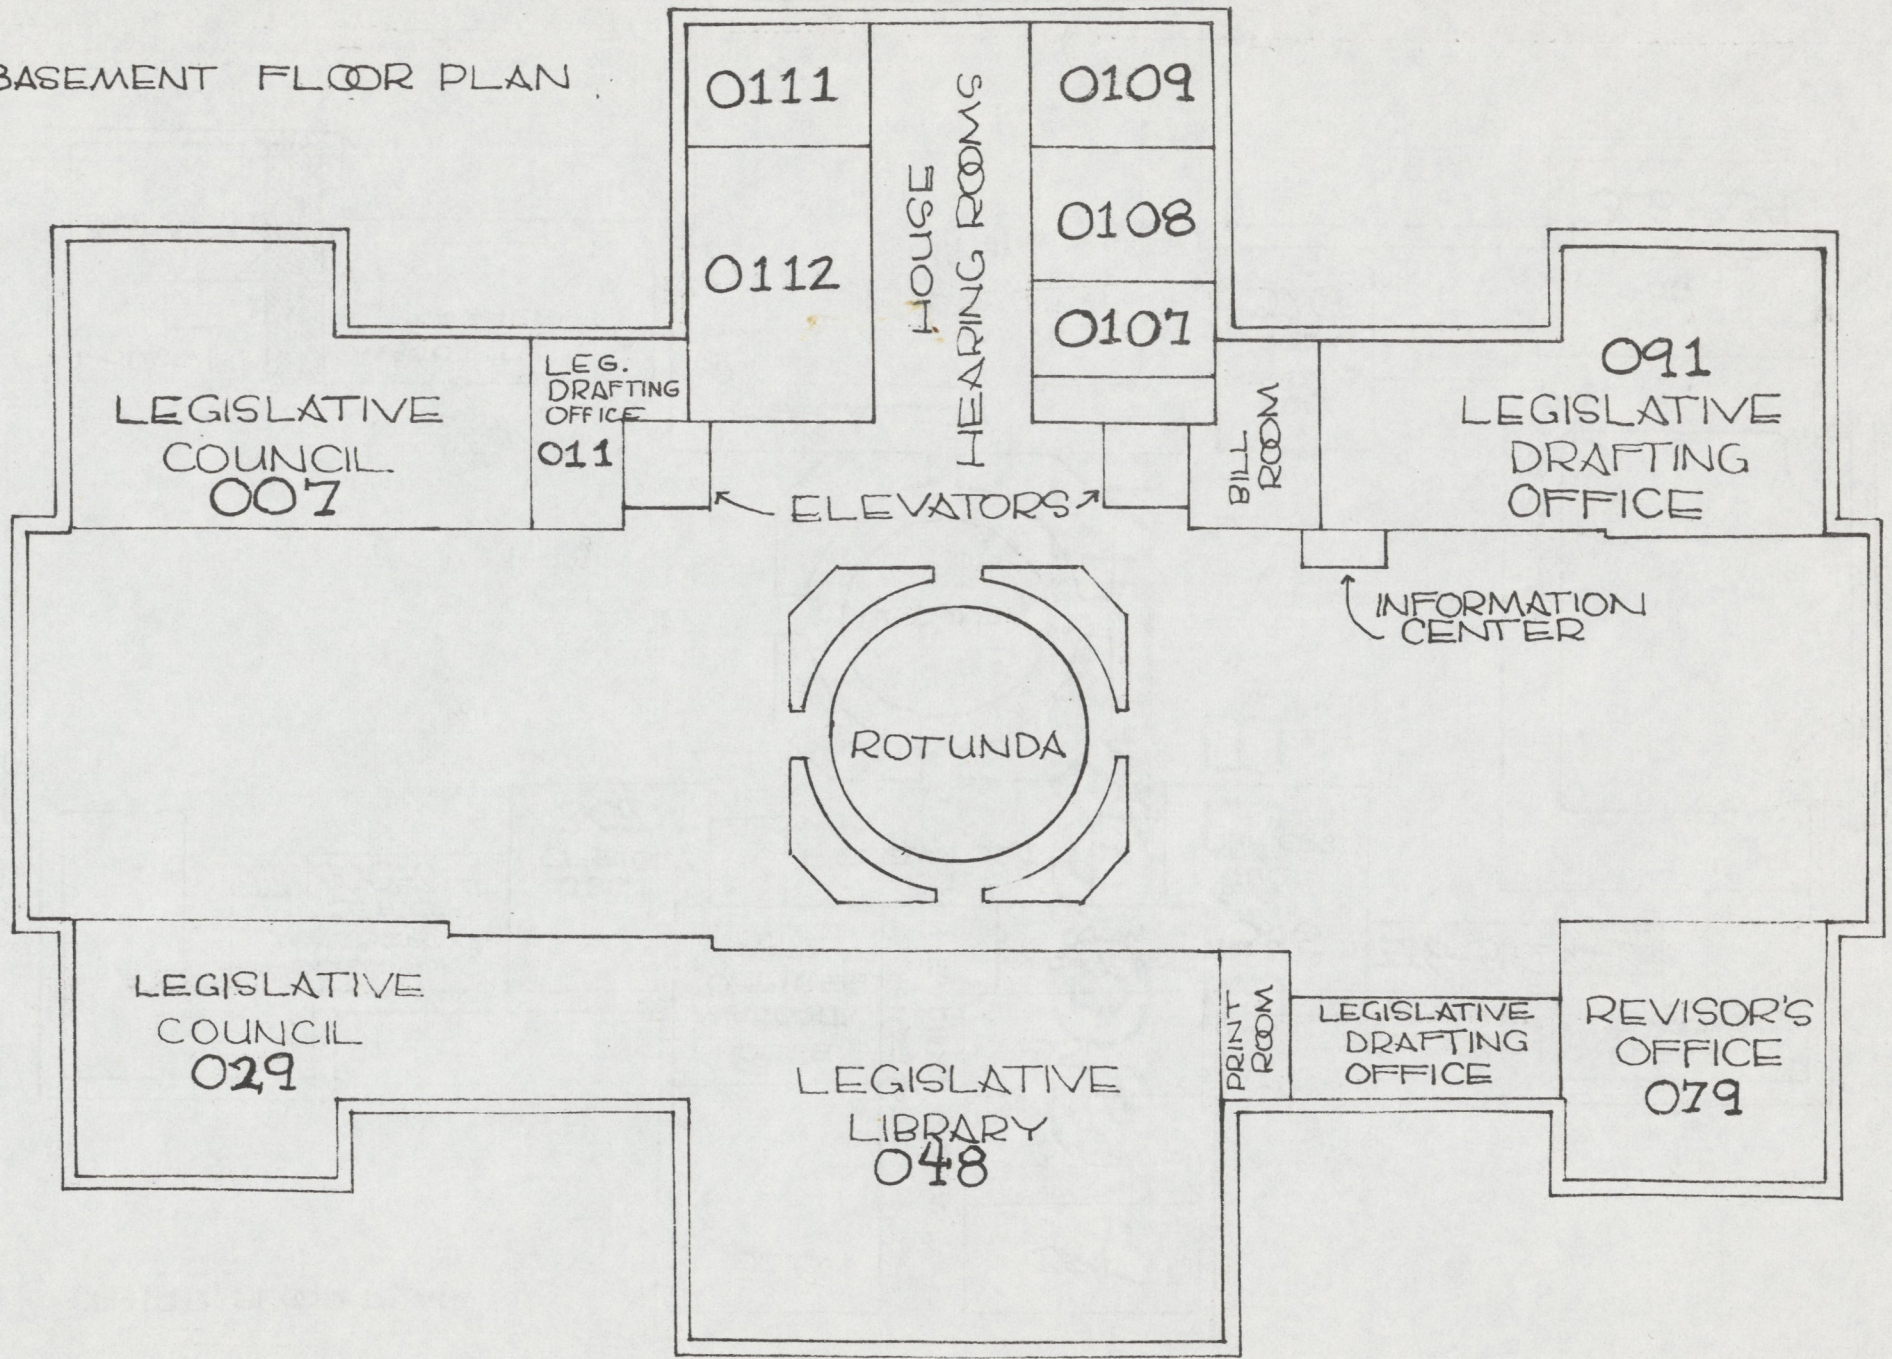 BASEMENT FLOOR PLAN
0111
0112
HOUSE
HEARING ROOMS
0109
0108
0107
LEGISLATIVE
COUNCIL.
007
LEG.
DRAFTING
OFFICE
011
ELEVATORS
BILL
ROOM
091
LEGISLATIVE
DRAFTING
OFFICE
INFORMATION
CENTER
ROTUNDA
LEGISLATIVE
COUNCIL
029
LEGISLATIVE
LIBRARY
048
PRINT
ROOM
LEGISLATIVE
DRAFTING
OFFICE
REVISOR'S
OFFICE
079